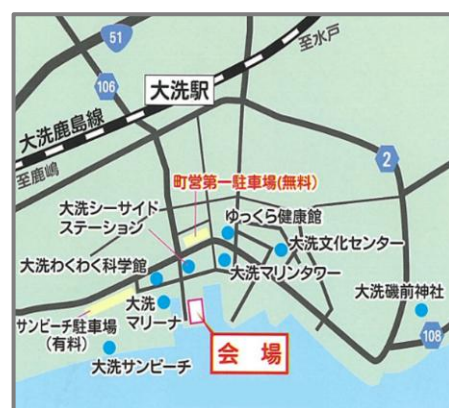 51
至水戸
106
大洗駅
大洗鹿島線
2
至鹿嶋
町営第一駐車場(無料)
大洗シーサイド
ステーション
ゆっくら健康館
大洗文化センター
大洗わくわく科学館
大洗マリンタワー
大洗磯前神社
大洗
マリーナ
サンビーチ駐車場
(有料)
会場
108
大洗サンビーチ